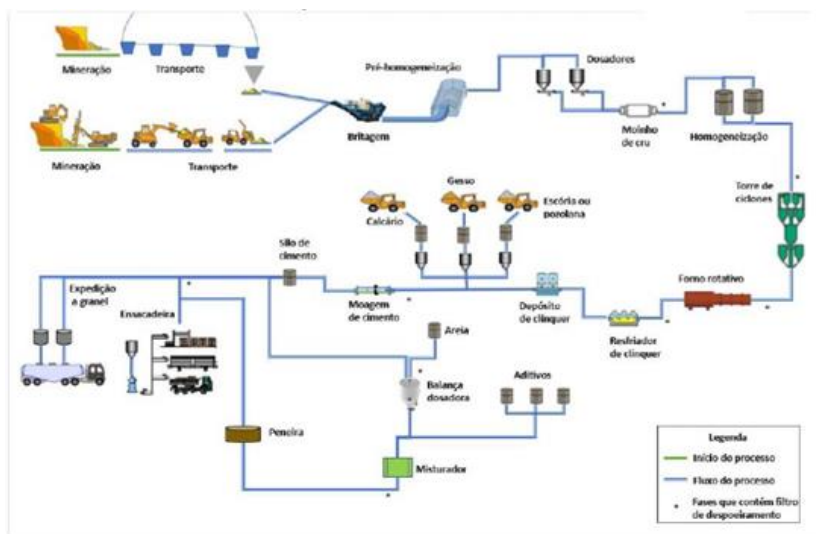 Mineração
Transporte
Pré-homogeneização
Dosadores
Britagem
Moinho
de cru
Homogeneização
Mineração
Transporte
Torre de
ciclones
Gesso
Calcário
Escória ou
pozolana
Silo de
cimento
Forno rotativo
Expedição
a granel
Ensacadeira
Moagem
de cimento
Depósito
de clínquer
Resfriador
de clínquer
Areia
Aditivos
Balança
dosadora
Peneira
Misturador
Legenda
Início do processo
Fluxo do processo
Fases que contém filtro
de despoeiramento